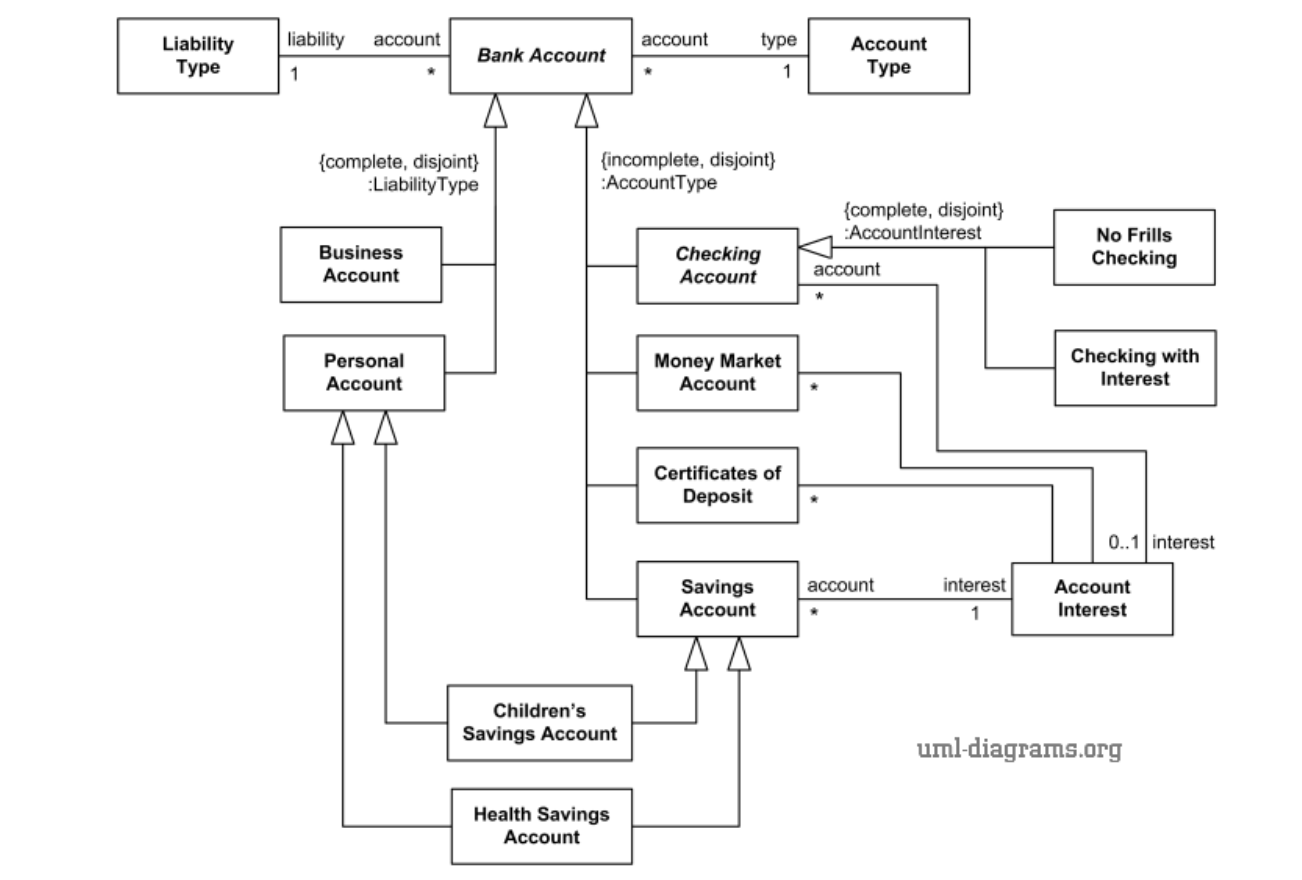 Liability
Type
liability
account
1
*
Bank Account
account
type
*
1
Account
Type
{complete, disjoint}
:LiabilityType
{incomplete, disjoint}
:AccountType
Business
Account
Checking
Account
{complete, disjoint}
:AccountInterest
account
*
No Frills
Checking
Personal
Account
Money Market
Account
*
Checking with
Interest
Certificates of
Deposit
*
0..1
interest
Savings
Account
account
interest
*
1
Account
Interest
Children's
Savings Account
uml-diagrams.org
Health Savings
Account